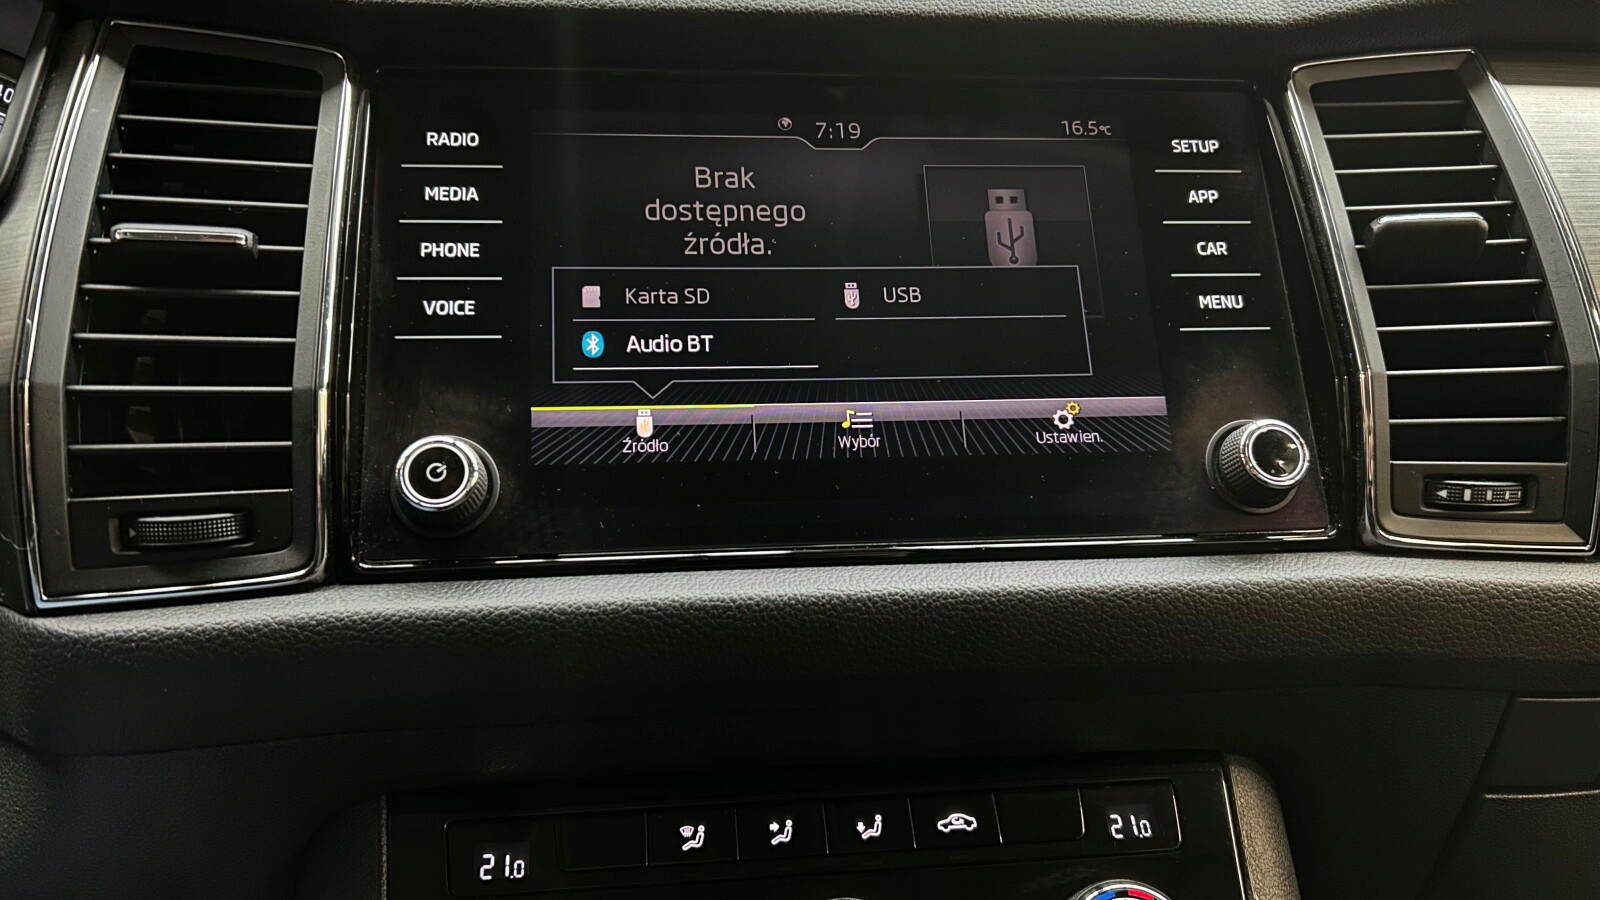 RADIO
MEDIA
PHONE
VOICE
7:19
16.5°C
Brak
dostępnego
źródła.
Karta SD
USB
Audio BT
Źródło
Wybór
Ustawien.
SETUP
APP
CAR
MENU
21.0
21.0